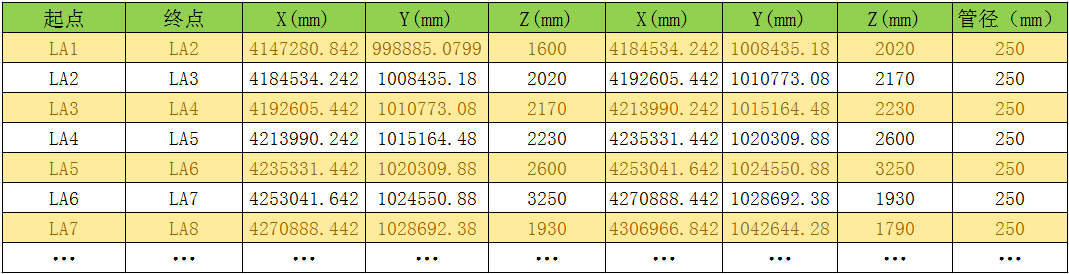 起点 终点 X(mm) Y(mm) Z(mm) X(mm) Y(mm) Z(mm) 管径（mm）
LA1 LA2 4147280.842 998885.0799 1600 4184534.242 1008435.18 2020 250
LA2 LA3 4184534.242 1008435.18 2020 4192605.442 1010773.08 2170 250
LA3 LA4 4192605.442 1010773.08 2170 4213990.242 1015164.48 2230 250
LA4 LA5 4213990.242 1015164.48 2230 4235331.442 1020309.88 2600 250
LA5 LA6 4235331.442 1020309.88 2600 4253041.642 1024550.88 3250 250
LA6 LA7 4253041.642 1024550.88 3250 4270888.442 1028692.38 1930 250
LA7 LA8 4270888.442 1028692.38 1930 4306966.842 1042644.28 1790 250
… … … … … … … … …